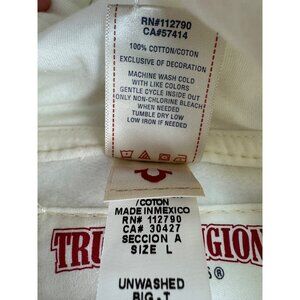 RN#112790
CA#57414
100% COTTON/COTON
EXCLUSIVE OF DECORATION
MACHINE WASH COLD
WITH LIKE COLORS
GENTLE CYCLE INSIDE OUT
ONLY NON-CHLORINE BLEACH
WHEN NEEDED
TUMBLE DRY LOW
LOW IRON IF NEEDED
/COTON
MADE IN MEXICO
RN# 112790
CA# 30427
SECCION A
SIZE L
UNWASHED
BIG - T
TRU GION
S®